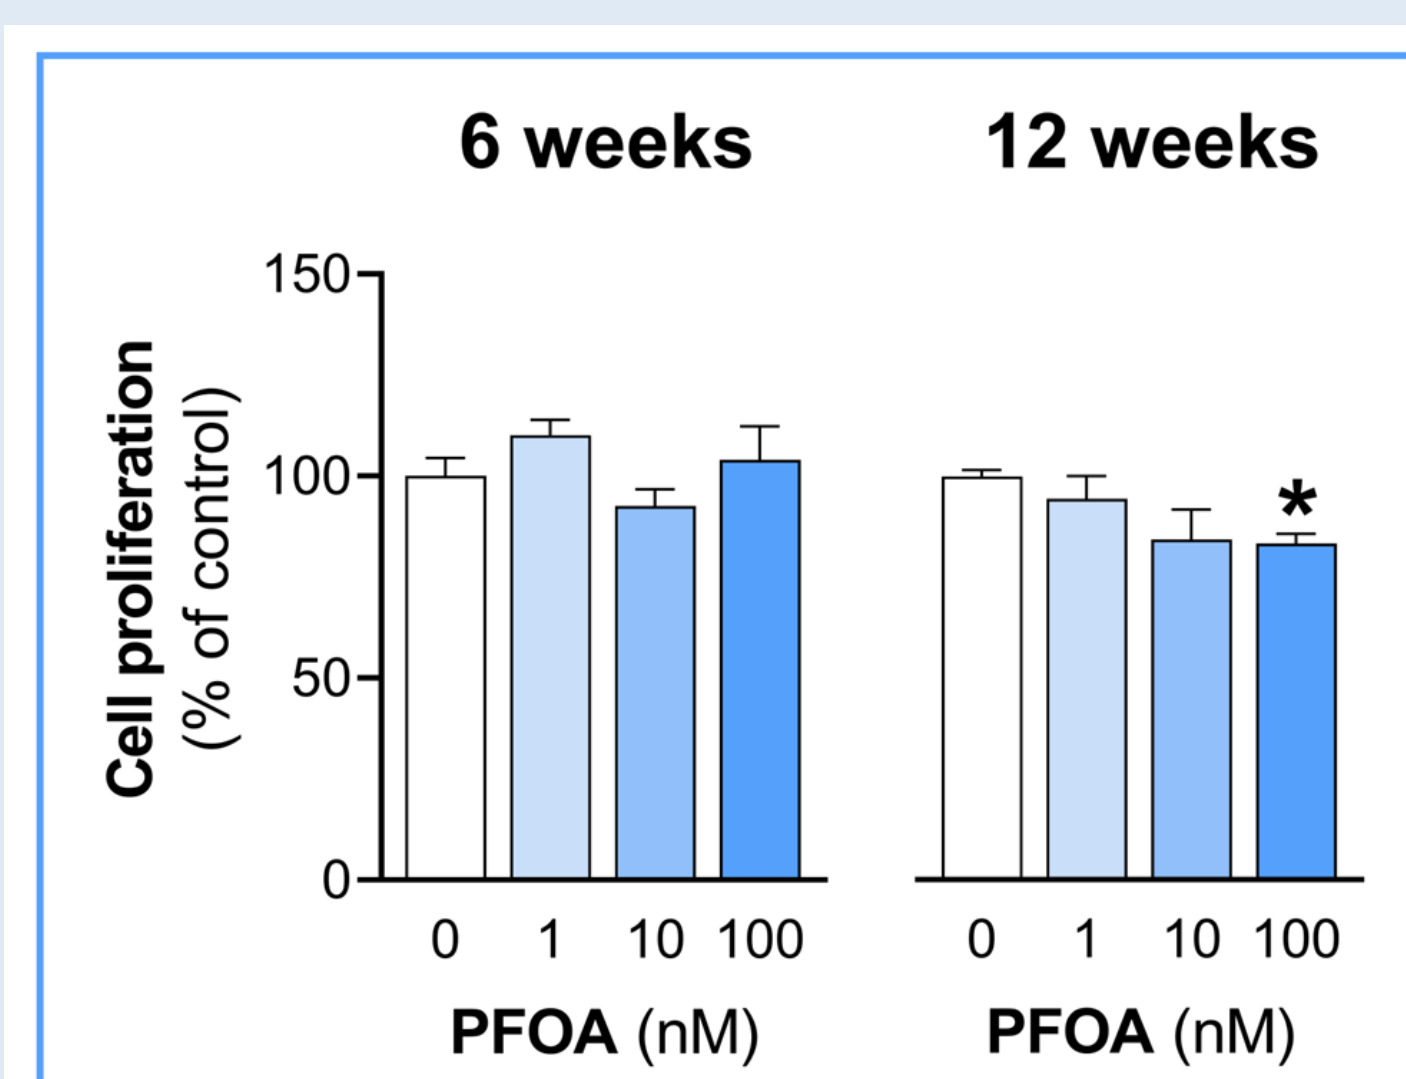 6 weeks
12 weeks
Cell proliferation
(% of control)
150
100
50
0
*
0 1 10 100
0 1 10 100
PFOA (nM)
PFOA (nM)